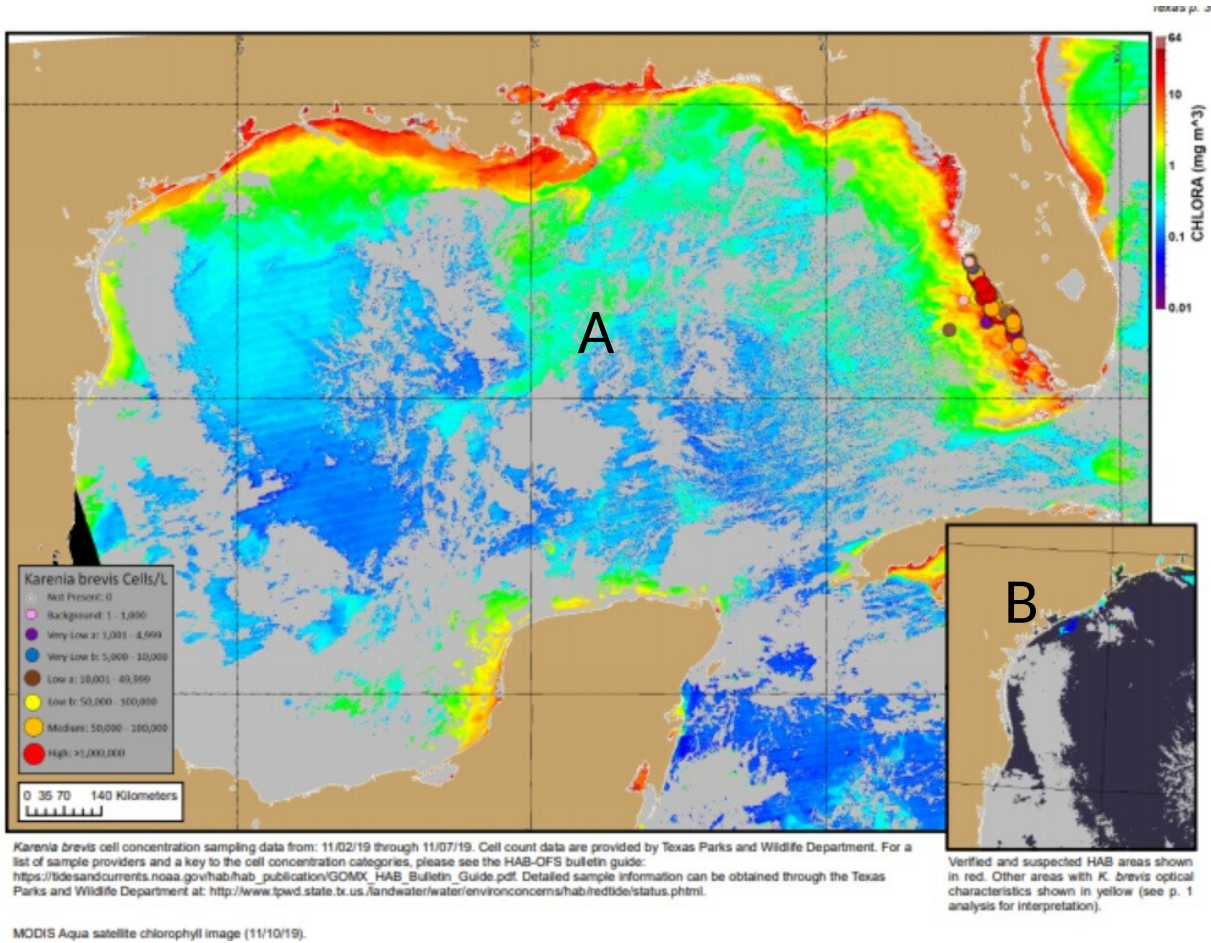 Texas p. 3
64
10
1
0.1
0.01
CHLORA (mg m^3)
A
B
Karenia brevis Cells/L
Not Present: 0
Background: 1 - 1,000
Very Low a: 1,001 - 4,999
Very Low b: 5,000 - 10,000
Low a: 10,001 - 49,999
Low b: 50,000 - 100,000
Medium: 50,000 - 100,000
High: >1,000,000
0 35 70 140 Kilometers
Karenia brevis cell concentration sampling data from: 11/02/19 through 11/07/19. Cell count data are provided by Texas Parks and Wildlife Department. For a
list of sample providers and a key to the cell concentration categories, please see the HAB-OFS bulletin guide:
https://tidesandcurrents.noaa.gov/hab/hab_publication/GOMX_HAB_Bulletin_Guide.pdf. Detailed sample information can be obtained through the Texas
Parks and Wildlife Department at: http://www.tpwd.state.tx.us./landwater/water/environconcerns/hab/redtide/status.phtml.
Verified and suspected HAB areas shown
in red. Other areas with K. brevis optical
characteristics shown in yellow (see p. 1
analysis for interpretation).
MODIS Aqua satellite chlorophyll image (11/10/19).